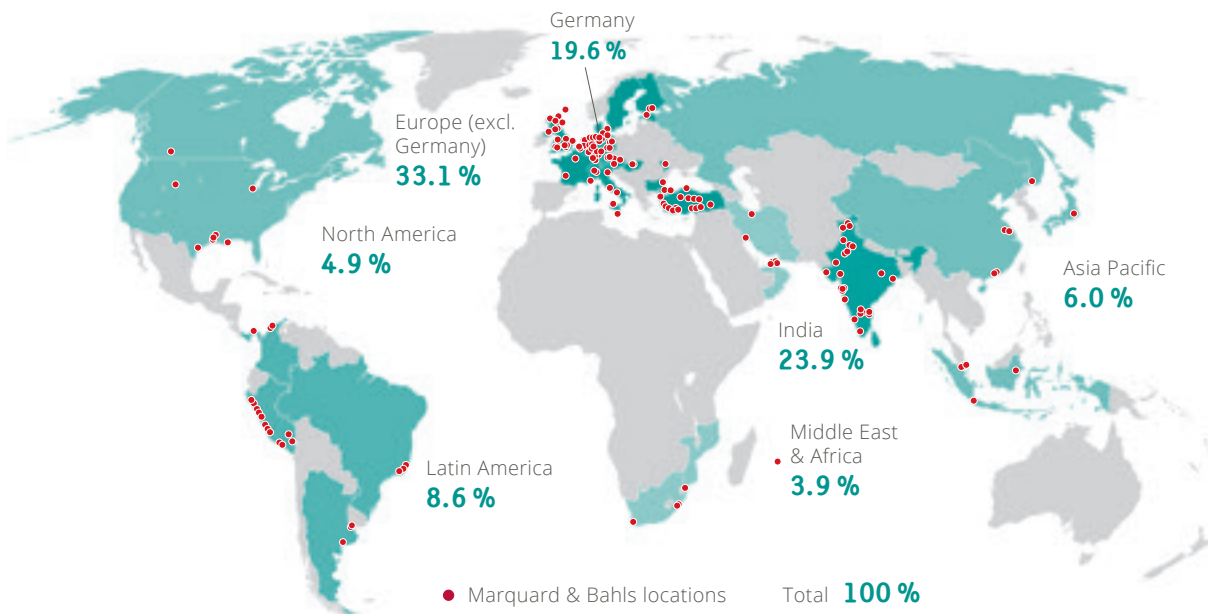 Germany
19.6 %
Europe (excl.
Germany)
33.1 %
North America
4.9 %
Asia Pacific
6.0 %
India
23.9 %
Middle East
& Africa
3.9 %
Latin America
8.6 %
Marquard & Bahls locations Total 100 %